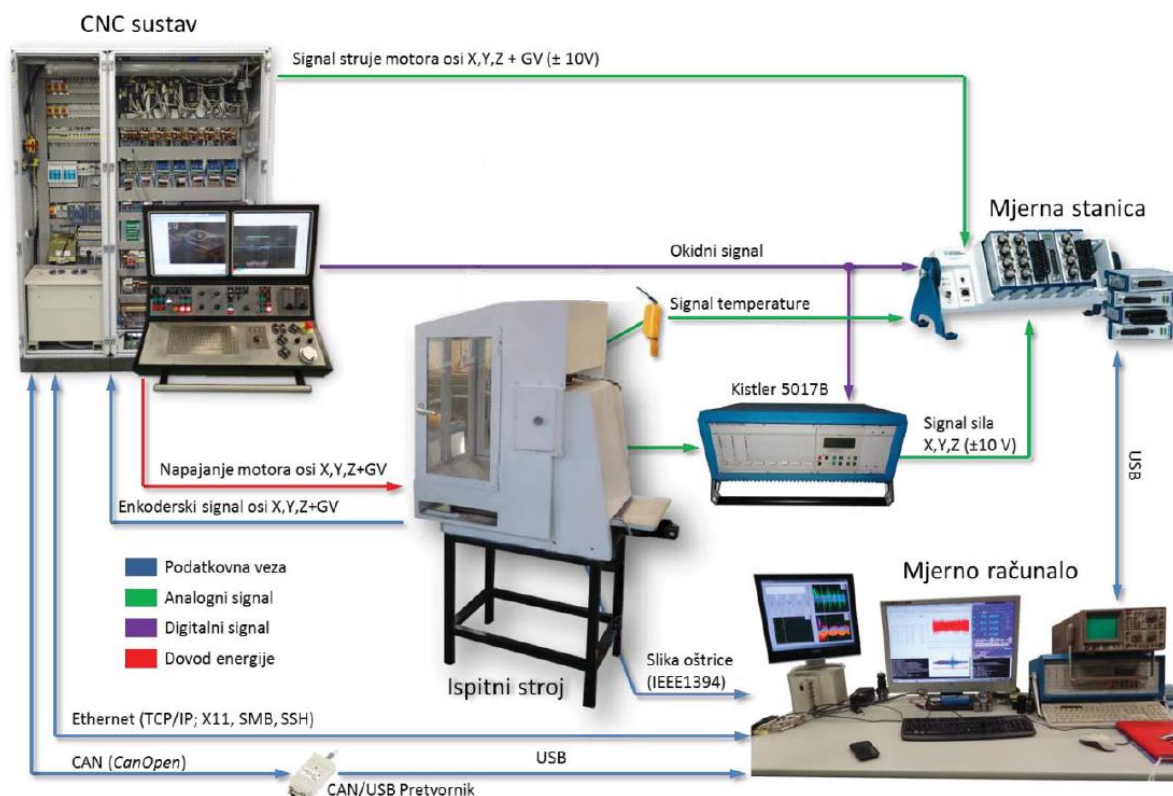 CNC sustav
Signal struje motora osi X,Y,Z + GV (± 10V)
Mjerna stanica
Okidni signal
Signal temperature
Kistler 5017B
Signal sila
X,Y,Z (±10 V)
USB
Napajanje motora osi X,Y,Z+GV
Enkoderski signal osi X,Y,Z+GV
Podatkovna veza
Analogni signal
Digitalni signal
Dovod energije
Mjerno računalo
Ispitni stroj
Slika oštrice
(IEEE1394)
Ethernet (TCP/IP; X11, SMB, SSH)
CAN (CanOpen)
USB
CAN/USB Pretvornik